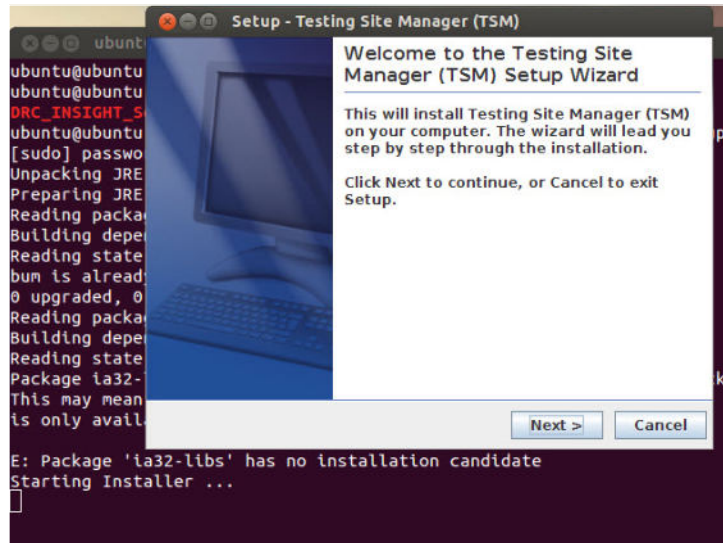 Setup - Testing Site Manager (TSM)
Welcome to the Testing Site
Manager (TSM) Setup Wizard
This will install Testing Site Manager (TSM)
on your computer. The wizard will lead you
step by step through the installation.
Click Next to continue, or Cancel to exit
Setup.
Next >
Cancel
ubunt
ubuntu@ubuntu
ubuntu@ubuntu
DRC_INSIGHT_S
ubuntu@ubuntu
[sudo] passwo
Unpacking JRE
Preparing JRE
Reading packa
Building depe
Reading state
bum is alread
0 upgraded, 0
Reading packa
Building depe
Reading state
Package ia32-
This may mean
is only avail
E: Package 'ia32-libs' has no installation candidate
Starting Installer ...